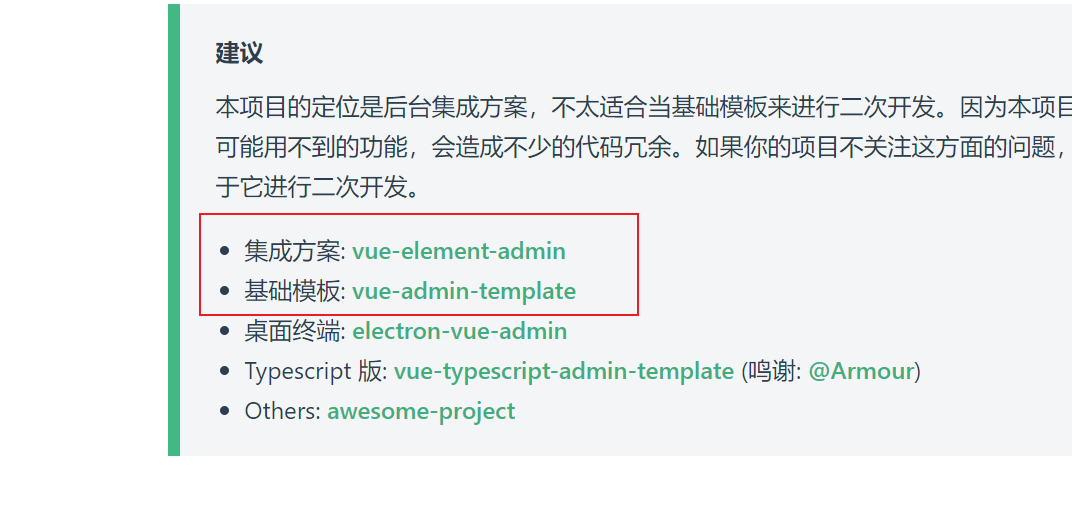 建议
本项目的定位是后台集成方案，不太适合当基础模板来进行二次开发。因为本项目
可能用不到的功能，会造成不少的代码冗余。如果你的项目不关注这方面的问题，
于它进行二次开发。
集成方案: vue-element-admin
基础模板: vue-admin-template
桌面终端: electron-vue-admin
Typescript 版: vue-typescript-admin-template (鸣谢: @Armour)
Others: awesome-project